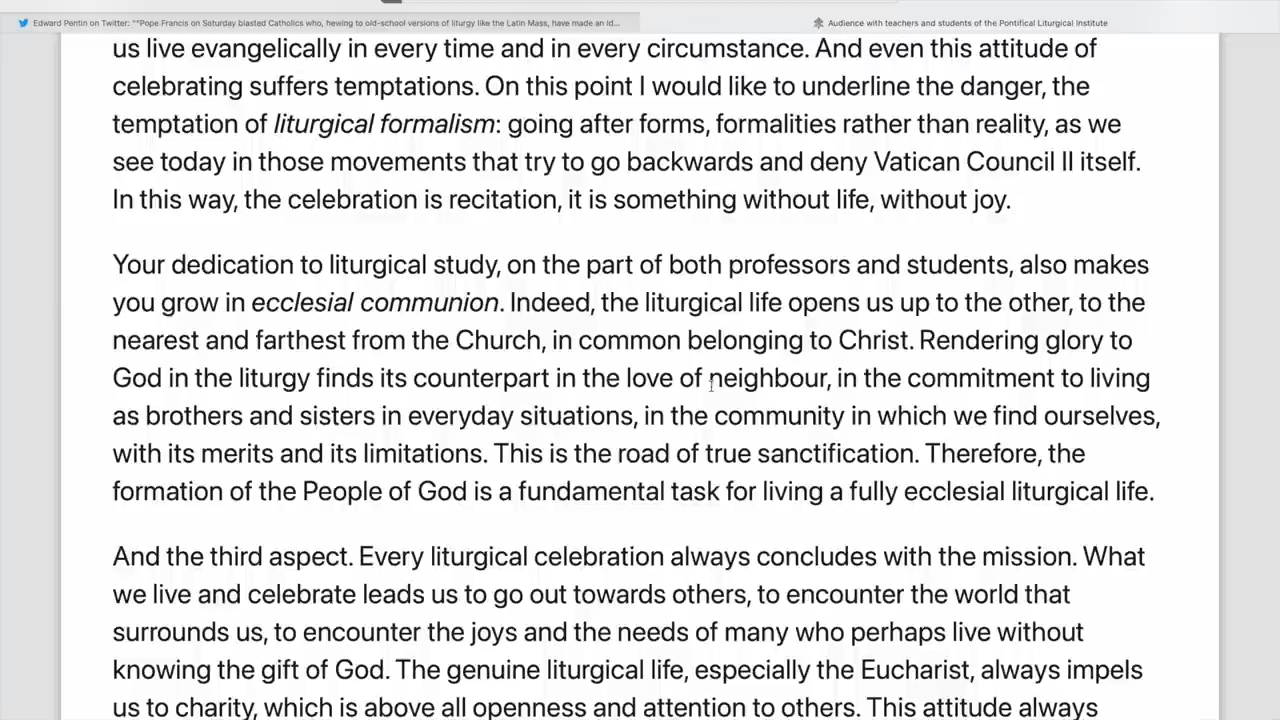 Edward Pentin on Twitter: "“Pope Francis on Saturday blasted Catholics who, hewing to old-school versions of liturgy like the Latin Mass, have made an id...
Audience with teachers and students of the Pontifical Liturgical Institute
us live evangelically in every time and in every circumstance. And even this attitude of
celebrating suffers temptations. On this point I would like to underline the danger, the
temptation of liturgical formalism: going after forms, formalities rather than reality, as we
see today in those movements that try to go backwards and deny Vatican Council II itself.
In this way, the celebration is recitation, it is something without life, without joy.
Your dedication to liturgical study, on the part of both professors and students, also makes
you grow in ecclesial communion. Indeed, the liturgical life opens us up to the other, to the
nearest and farthest from the Church, in common belonging to Christ. Rendering glory to
God in the liturgy finds its counterpart in the love of neighbour, in the commitment to living
as brothers and sisters in everyday situations, in the community in which we find ourselves,
with its merits and its limitations. This is the road of true sanctification. Therefore, the
formation of the People of God is a fundamental task for living a fully ecclesial liturgical life.
And the third aspect. Every liturgical celebration always concludes with the mission. What
we live and celebrate leads us to go out towards others, to encounter the world that
surrounds us, to encounter the joys and the needs of many who perhaps live without
knowing the gift of God. The genuine liturgical life, especially the Eucharist, always impels
us to charity, which is above all openness and attention to others. This attitude always